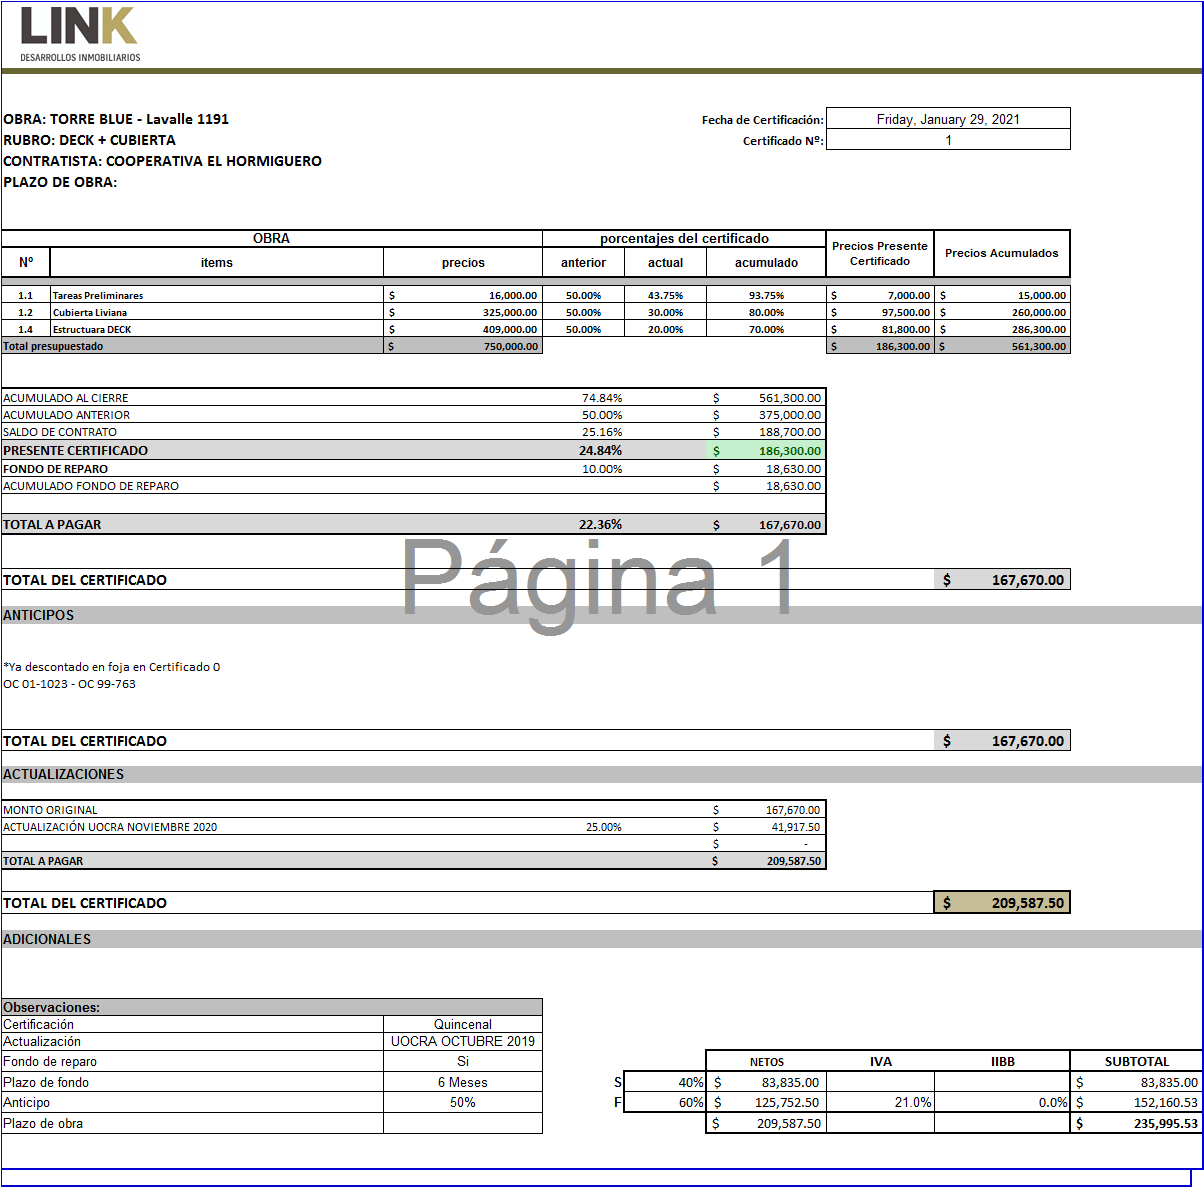 LINK
DESARROLLOS INMOBILIARIOS
OBRA: TORRE BLUE - Lavalle 1191
RUBRO: DECK + CUBIERTA
CONTRATISTA: COOPERATIVA EL HORMIGUERO
PLAZO DE OBRA:
Fecha de Certificación: Friday, January 29, 2021
Certificado Nº: 1
OBRA porcentajes del certificado Precios Presente Certificado Precios Acumulados
Nº items precios anterior actual acumulado
1.1 Tareas Preliminares $ 16,000.00 50.00% 43.75% 93.75% $ 7,000.00 $ 15,000.00
1.2 Cubierta Liviana $ 325,000.00 50.00% 30.00% 80.00% $ 97,500.00 $ 260,000.00
1.4 Estructuara DECK $ 409,000.00 50.00% 20.00% 70.00% $ 81,800.00 $ 286,300.00
Total presupuestado $ 750,000.00 $ 186,300.00 $ 561,300.00
ACUMULADO AL CIERRE 74.84% $ 561,300.00
ACUMULADO ANTERIOR 50.00% $ 375,000.00
SALDO DE CONTRATO 25.16% $ 188,700.00
PRESENTE CERTIFICADO 24.84% $ 186,300.00
FONDO DE REPARO 10.00% $ 18,630.00
ACUMULADO FONDO DE REPARO $ 18,630.00
TOTAL A PAGAR 22.36% $ 167,670.00
Página 1
TOTAL DEL CERTIFICADO $ 167,670.00
ANTICIPOS
*Ya descontado en foja en Certificado 0
OC 01-1023 - OC 99-763
TOTAL DEL CERTIFICADO $ 167,670.00
ACTUALIZACIONES
MONTO ORIGINAL $ 167,670.00
ACTUALIZACIÓN UOCRA NOVIEMBRE 2020 25.00% $ 41,917.50
$ -
TOTAL A PAGAR $ 209,587.50
TOTAL DEL CERTIFICADO $ 209,587.50
ADICIONALES
Observaciones:
Certificación Quincenal
Actualización UOCRA OCTUBRE 2019
Fondo de reparo Si
Plazo de fondo 6 Meses
Anticipo 50%
Plazo de obra
NETOS IVA IIBB SUBTOTAL
S 40% $ 83,835.00 $ 83,835.00
F 60% $ 125,752.50 21.0% 0.0% $ 152,160.53
$ 209,587.50 $ 235,995.53